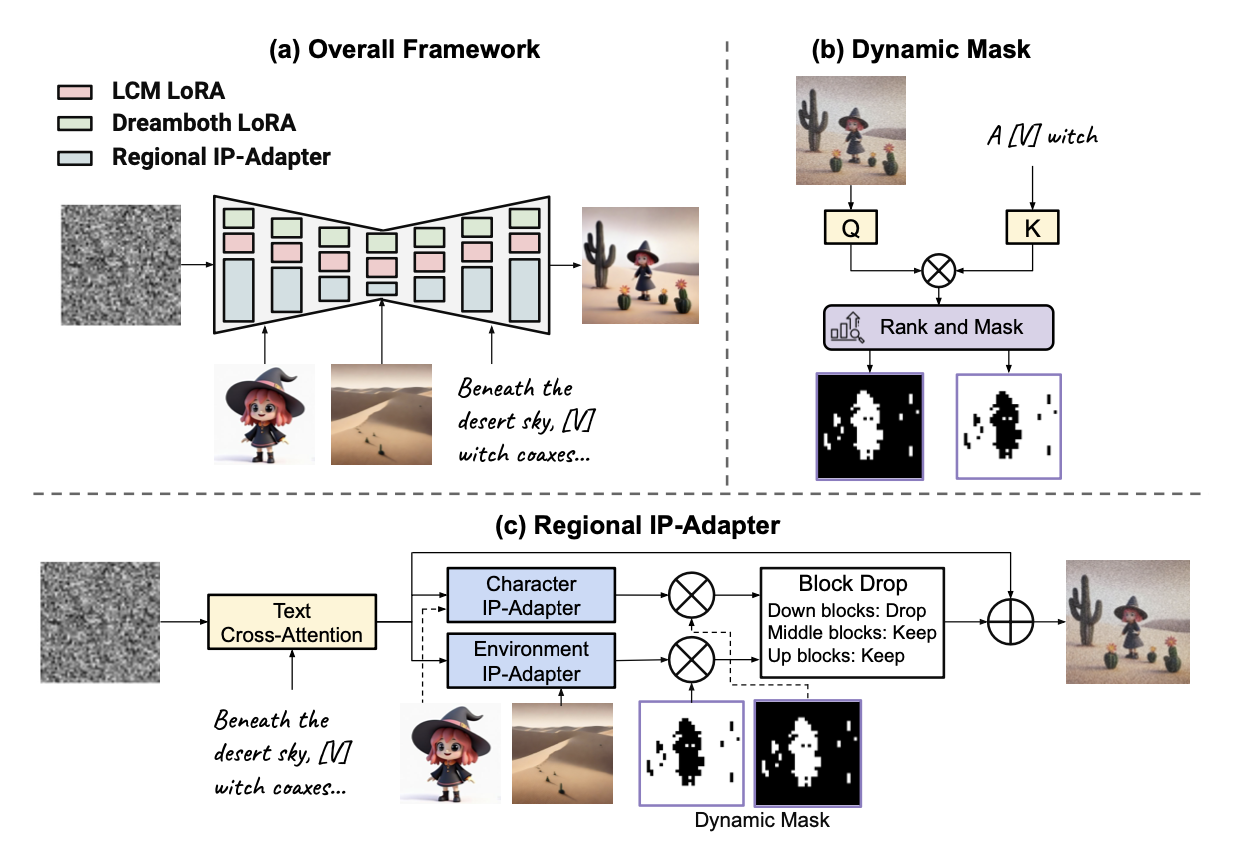 (a) Overall Framework
LCM LoRA
Dreamboth LoRA
Regional IP-Adapter
Beneath the
desert sky, [V]
witch coaxes...
(b) Dynamic Mask
A [V] witch
Q
K
Rank and Mask
(c) Regional IP-Adapter
Text
Cross-Attention
Beneath the
desert sky, [V]
witch coaxes...
Character
IP-Adapter
Environment
IP-Adapter
Block Drop
Down blocks: Drop
Middle blocks: Keep
Up blocks: Keep
Dynamic Mask